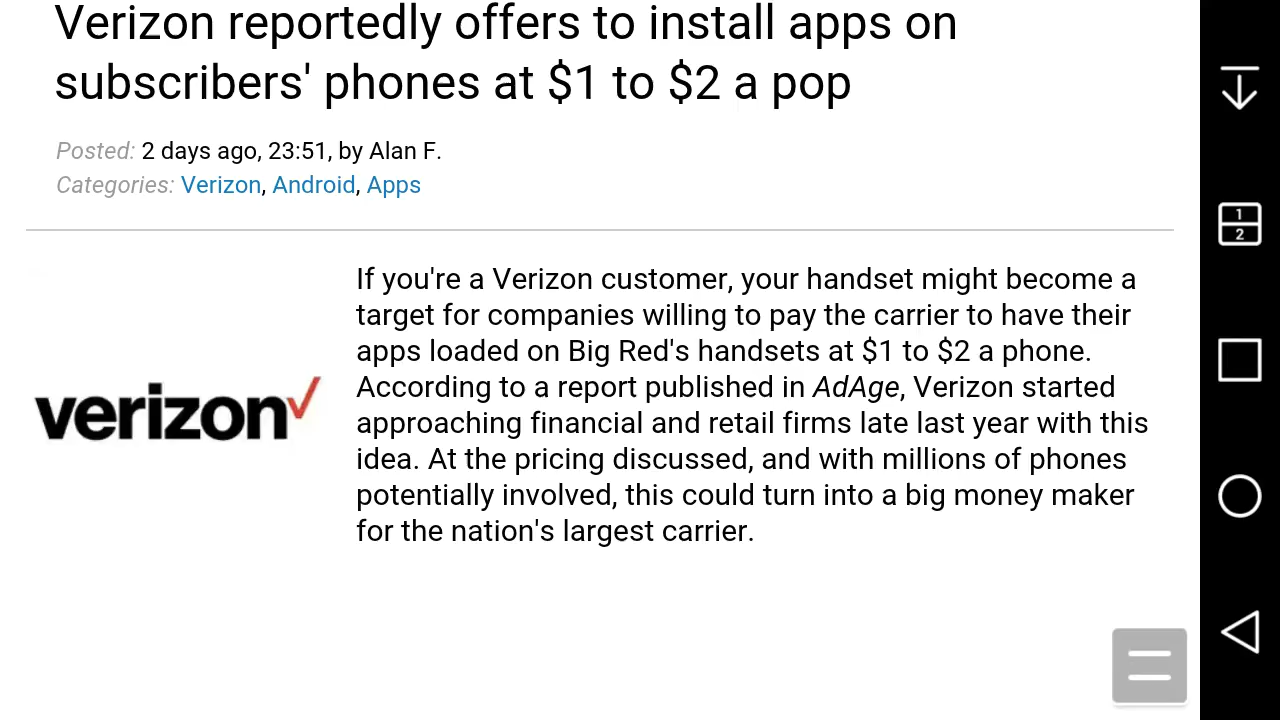 Verizon reportedly offers to install apps on
subscribers' phones at $1 to $2 a pop
Posted: 2 days ago, 23:51, by Alan F.
Categories: Verizon, Android, Apps
verizon
If you're a Verizon customer, your handset might become a
target for companies willing to pay the carrier to have their
apps loaded on Big Red's handsets at $1 to $2 a phone.
According to a report published in AdAge, Verizon started
approaching financial and retail firms late last year with this
idea. At the pricing discussed, and with millions of phones
potentially involved, this could turn into a big money maker
for the nation's largest carrier.
1
2